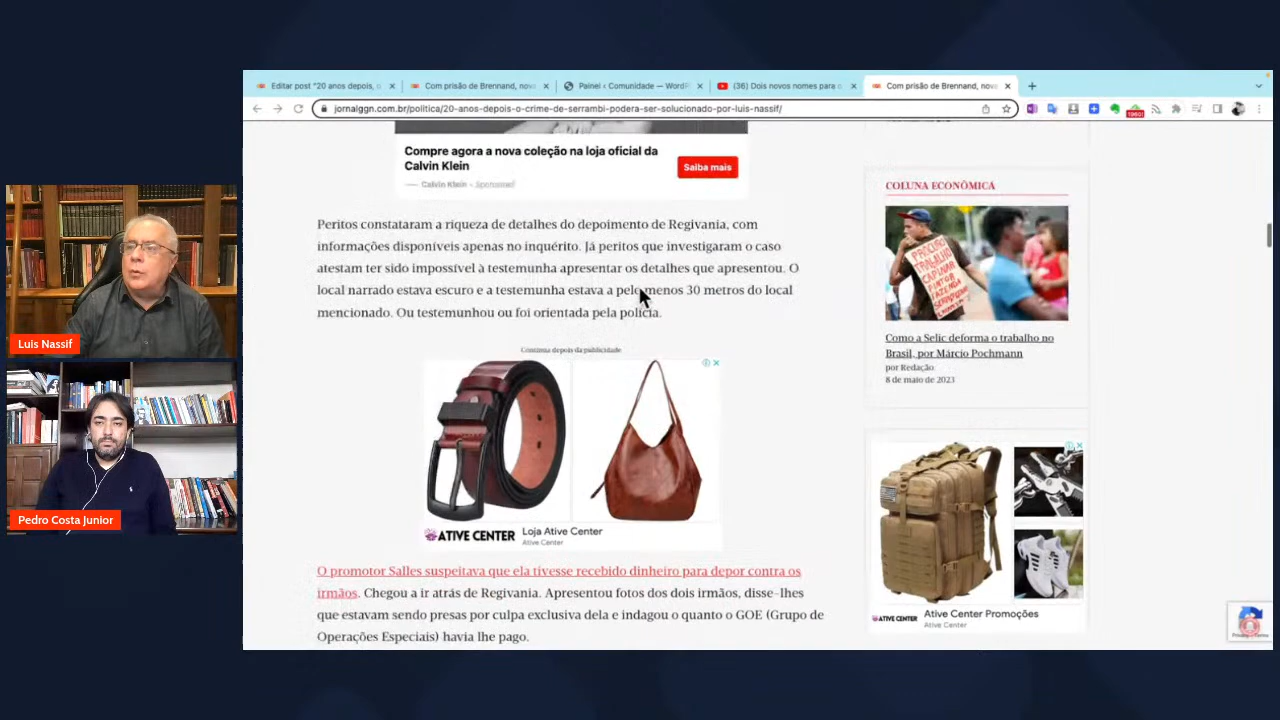 Editar post "20 anos depois, o
Com prisão de Brennand, nov
Painel ‹ Comunidade — WordP
(36) Dois novos nomes para o
Com prisão de Brennand, nov
jornalggn.com.br/politica/20-anos-depois-o-crime-de-serrambi-podera-ser-solucionado-por-luis-nassif/
Compre agora a nova coleção na loja oficial da
Calvin Klein
Saiba mais
Calvin Klein - Sponsored
Peritos constataram a riqueza de detalhes do depoimento de Regivania, com
informações disponíveis apenas no inquérito. Já peritos que investigaram o caso
atestam ter sido impossível à testemunha apresentar os detalhes que apresentou. O
local narrado estava escuro e a testemunha estava a pelo menos 30 metros do local
mencionado. Ou testemunhou ou foi orientada pela polícia.
Continua depois da publicidade
ATIVE CENTER
Loja Ative Center
Ative Center
O promotor Salles suspeitava que ela tivesse recebido dinheiro para depor contra os
irmãos. Chegou a ir atrás de Regivania. Apresentou fotos dos dois irmãos, disse-lhes
que estavam sendo presas por culpa exclusiva dela e indagou o quanto o GOE (Grupo de
Operações Especiais) havia lhe pago.
COLUNA ECONÔMICA
PROCURO
TRABALHO
CAPINAR
PINTOR
FAZENDA
Como a Selic deforma o trabalho no
Brasil, por Márcio Pochmann
por Redação
8 de maio de 2023
ATIVE CENTER
Ative Center Promoções
Ative Center
Luis Nassif
Pedro Costa Junior